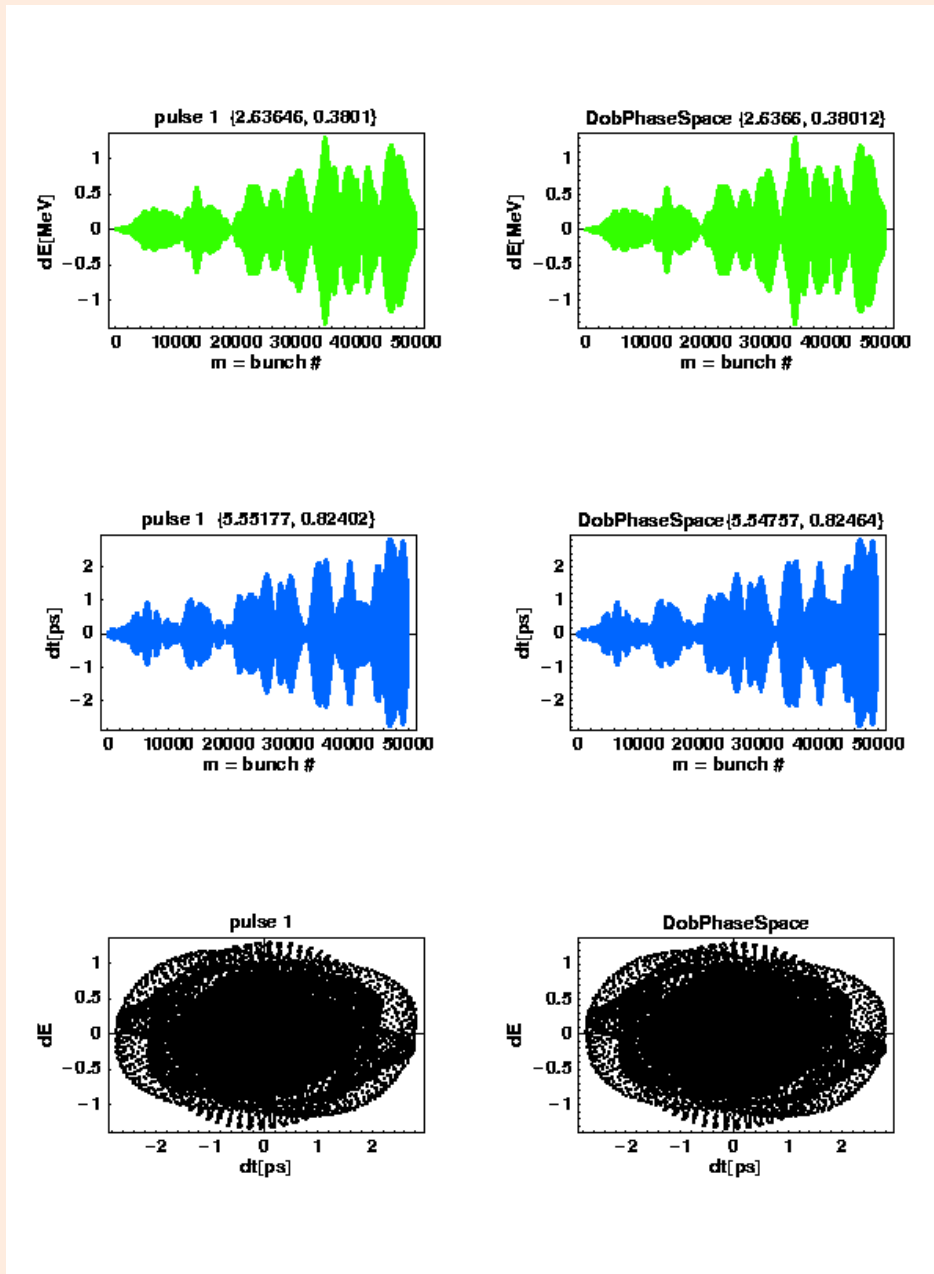 pulse 1 {2.63646, 0.3801}
1
0.5
0
−0.5
−1
dE[MeV]
0 10000 20000 30000 40000 50000
m = bunch #
DobPhaseSpace {2.6366, 0.38012}
1
0.5
0
−0.5
−1
dE[MeV]
0 10000 20000 30000 40000 50000
m = bunch #
pulse 1 {5.55177, 0.82402}
2
1
0
−1
−2
dt[ps]
0 10000 20000 30000 40000 50000
m = bunch #
DobPhaseSpace{5.54757, 0.82464}
2
1
0
−1
−2
dt[ps]
0 10000 20000 30000 40000 50000
m = bunch #
pulse 1
1
0.5
0
−0.5
−1
dE
−2 −1 0 1 2
dt[ps]
DobPhaseSpace
1
0.5
0
−0.5
−1
dE
−2 −1 0 1 2
dt[ps]